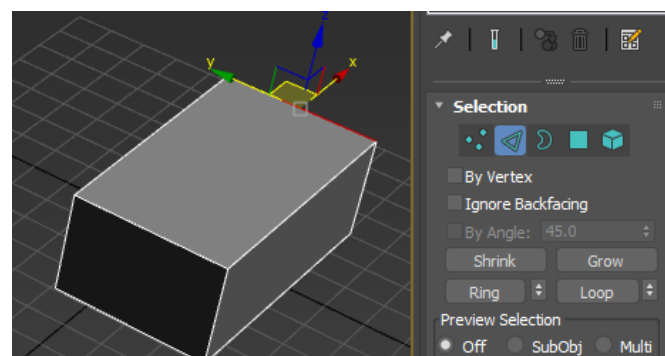 z
y
x
Selection
By Vertex
Ignore Backfacing
By Angle: 45.0
Shrink Grow
Ring Loop
Preview Selection
Off SubObj Multi